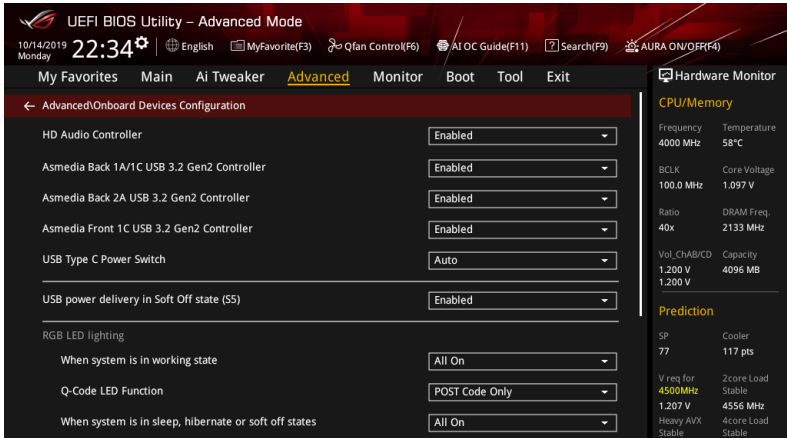 UEFI BIOS Utility – Advanced Mode
10/14/2019 Monday 22:34 English MyFavorite(F3) Qfan Control(F6) AI OC Guide(F11) Search(F9) AURA ON/OFF(F4)
My Favorites Main Ai Tweaker Advanced Monitor Boot Tool Exit
Hardware Monitor
← Advanced\Onboard Devices Configuration
HD Audio Controller Enabled
Asmedia Back 1A/1C USB 3.2 Gen2 Controller Enabled
Asmedia Back 2A USB 3.2 Gen2 Controller Enabled
Asmedia Front 1C USB 3.2 Gen2 Controller Enabled
USB Type C Power Switch Auto
USB power delivery in Soft Off state (S5) Enabled
RGB LED lighting
When system is in working state All On
Q-Code LED Function POST Code Only
When system is in sleep, hibernate or soft off states All On
CPU/Memory
Frequency Temperature
4000 MHz 58°C
BCLK Core Voltage
100.0 MHz 1.097 V
Ratio DRAM Freq.
40x 2133 MHz
Vol_ChAB/CD Capacity
1.200 V 4096 MB
1.200 V
Prediction
SP Cooler
77 117 pts
V req for 2core Load
4500MHz Stable
1.207 V 4556 MHz
Heavy AVX 4core Load
Stable Stable